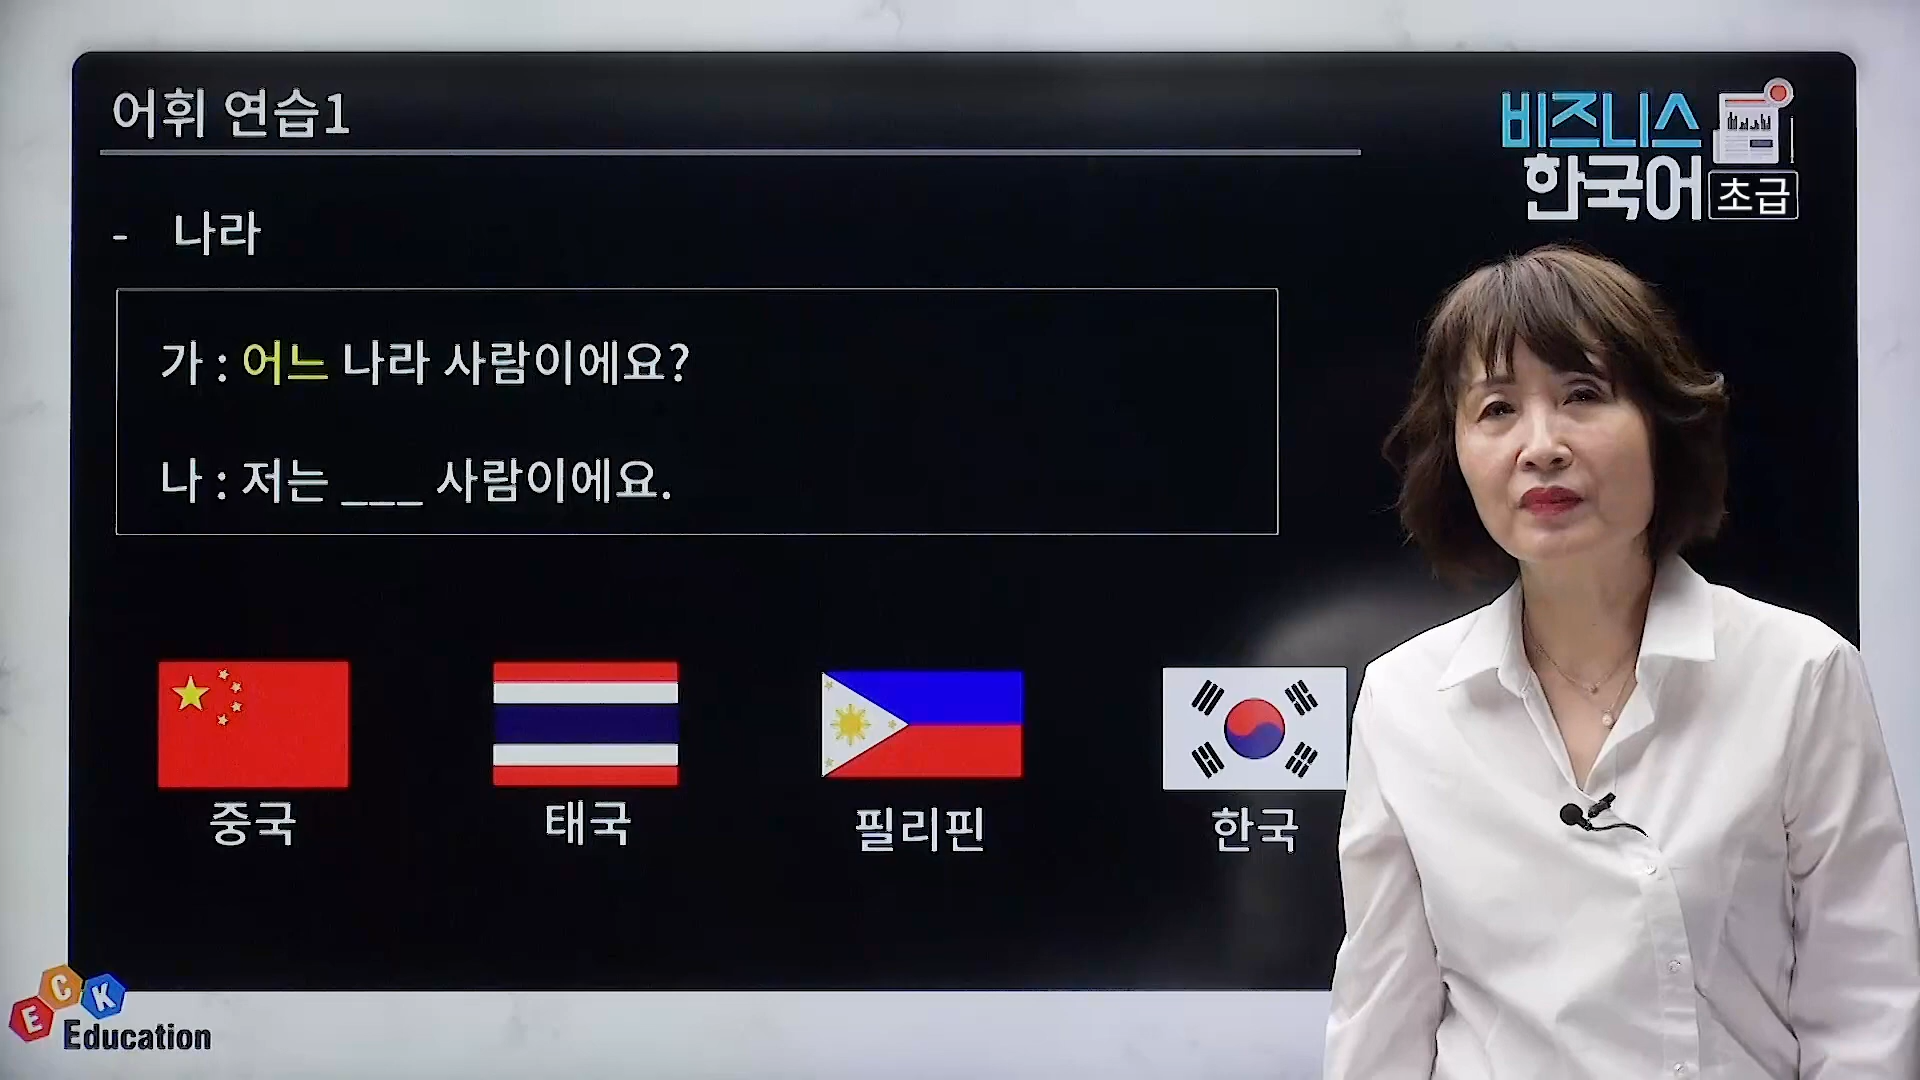 어휘 연습1
비즈니스
한국어 초급
- 나라
가 : 어느 나라 사람이에요?
나 : 저는 ___ 사람이에요.
중국
태국
필리핀
한국
ECK
Education